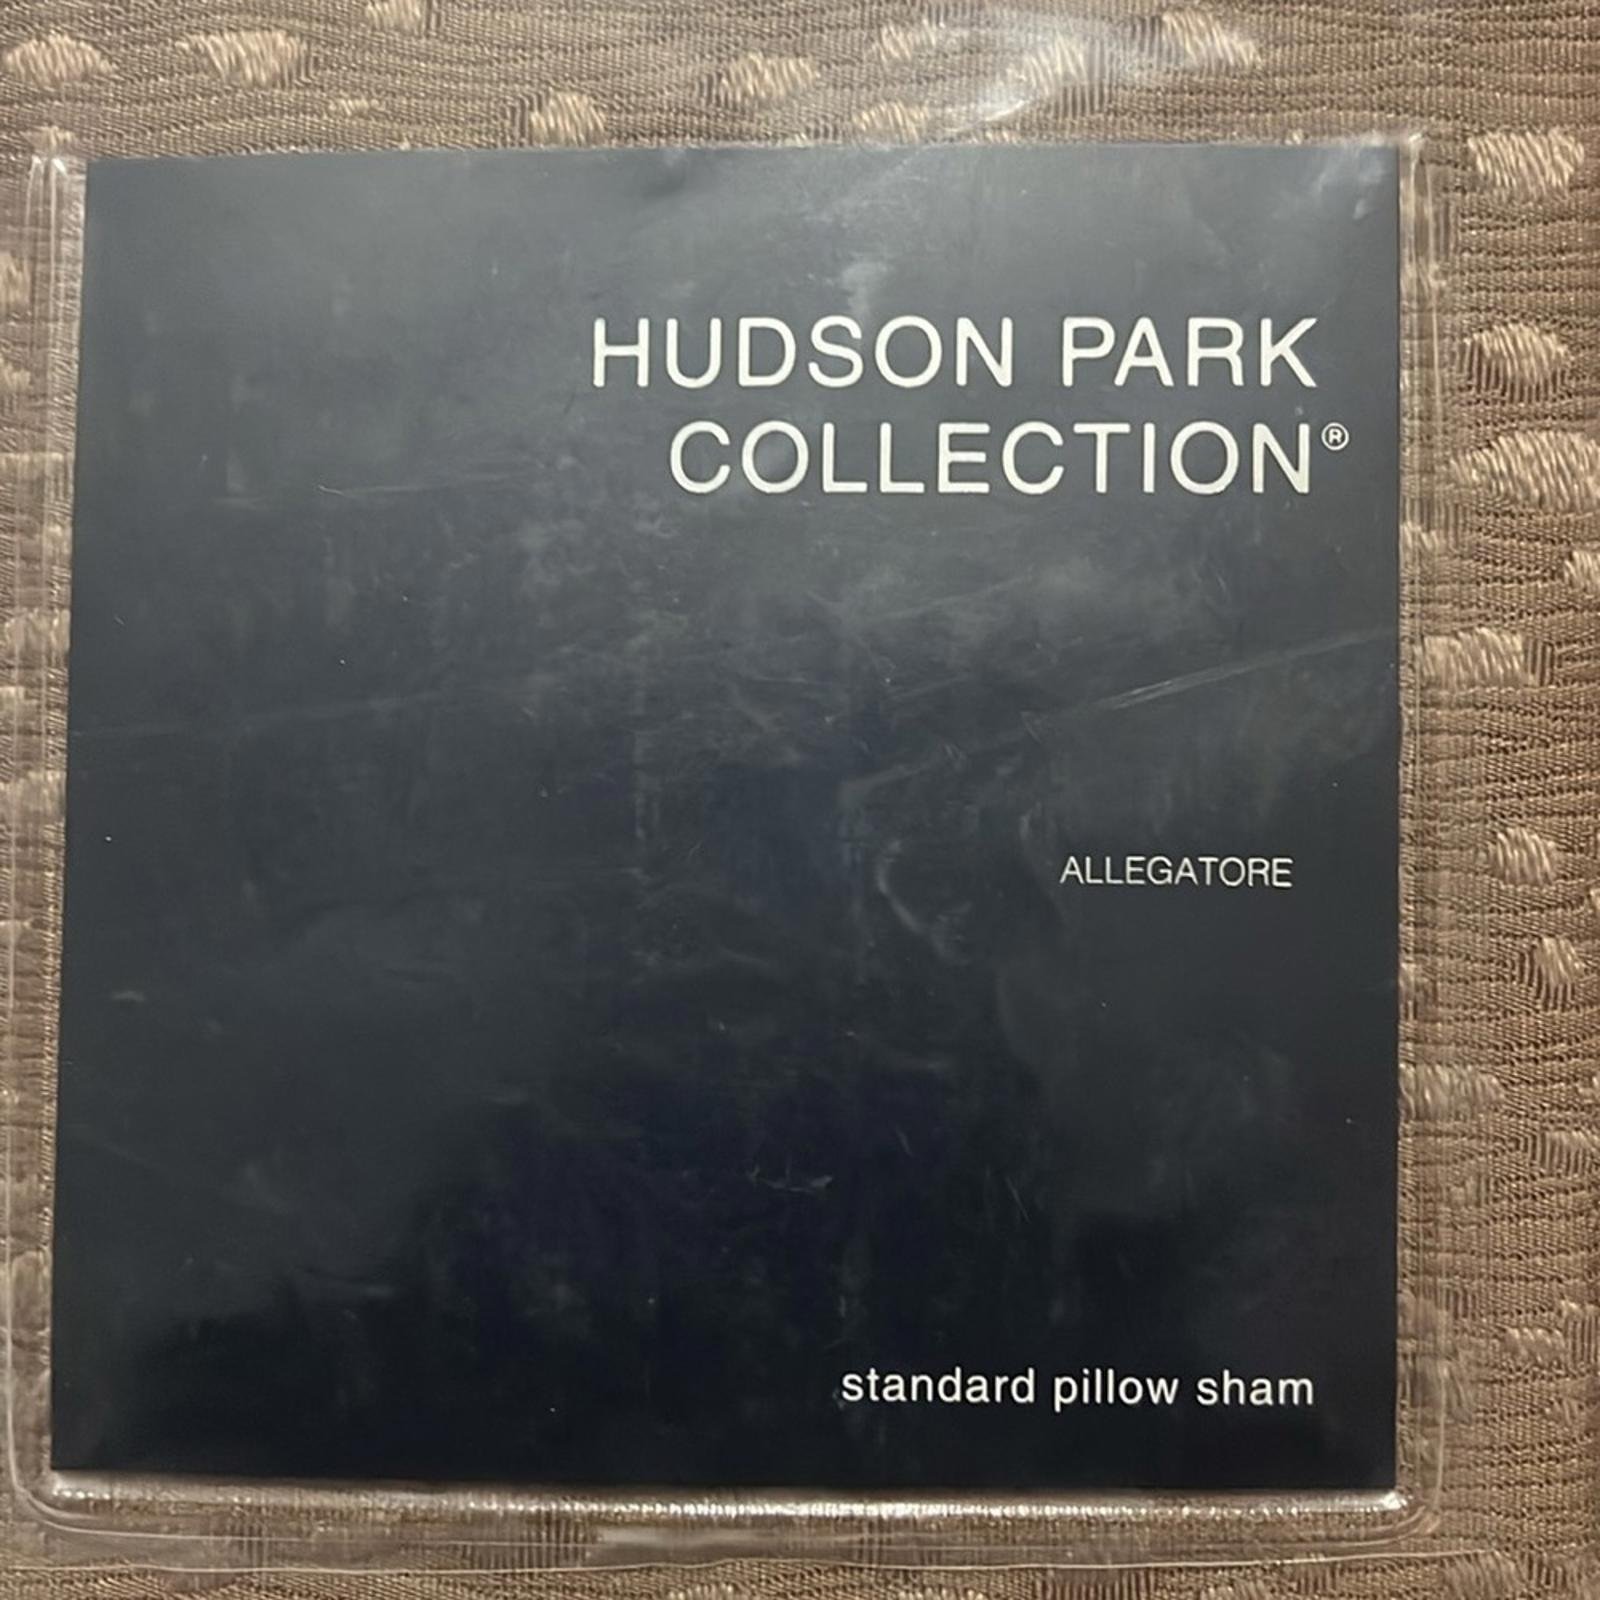 HUDSON PARK
COLLECTION®
ALLEGATORE
standard pillow sham